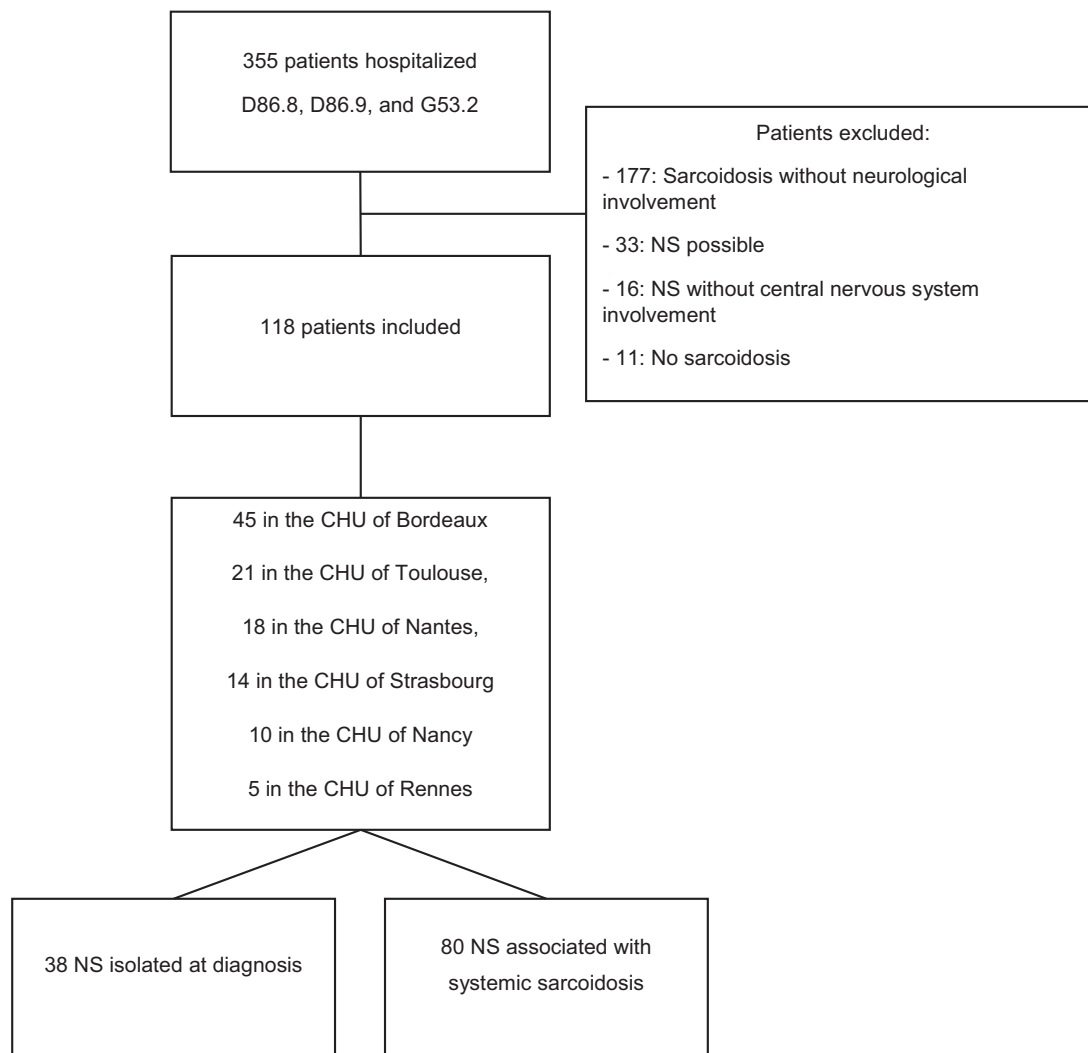 355 patients hospitalized
D86.8, D86.9, and G53.2
Patients excluded:
- 177: Sarcoidosis without neurological
involvement
- 33: NS possible
- 16: NS without central nervous system
involvement
- 11: No sarcoidosis
118 patients included
45 in the CHU of Bordeaux
21 in the CHU of Toulouse,
18 in the CHU of Nantes,
14 in the CHU of Strasbourg
10 in the CHU of Nancy
5 in the CHU of Rennes
38 NS isolated at diagnosis
80 NS associated with
systemic sarcoidosis